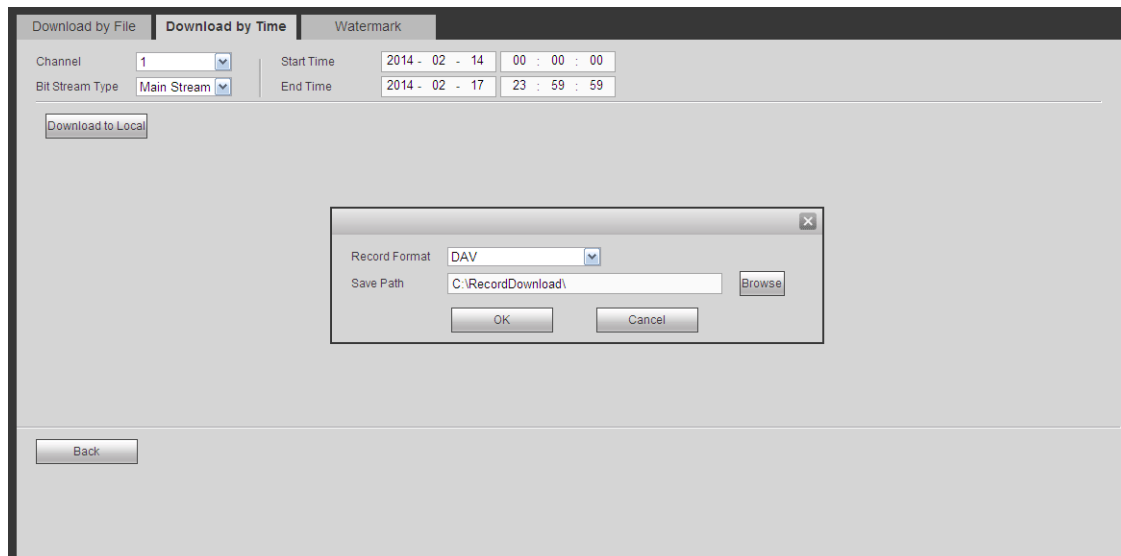 Download by File Download by Time Watermark
Channel 1 Start Time 2014 - 02 - 14 00 : 00 : 00
Bit Stream Type Main Stream End Time 2014 - 02 - 17 23 : 59 : 59
Download to Local
Record Format DAV
Save Path C:\RecordDownload\ Browse
OK Cancel
Back